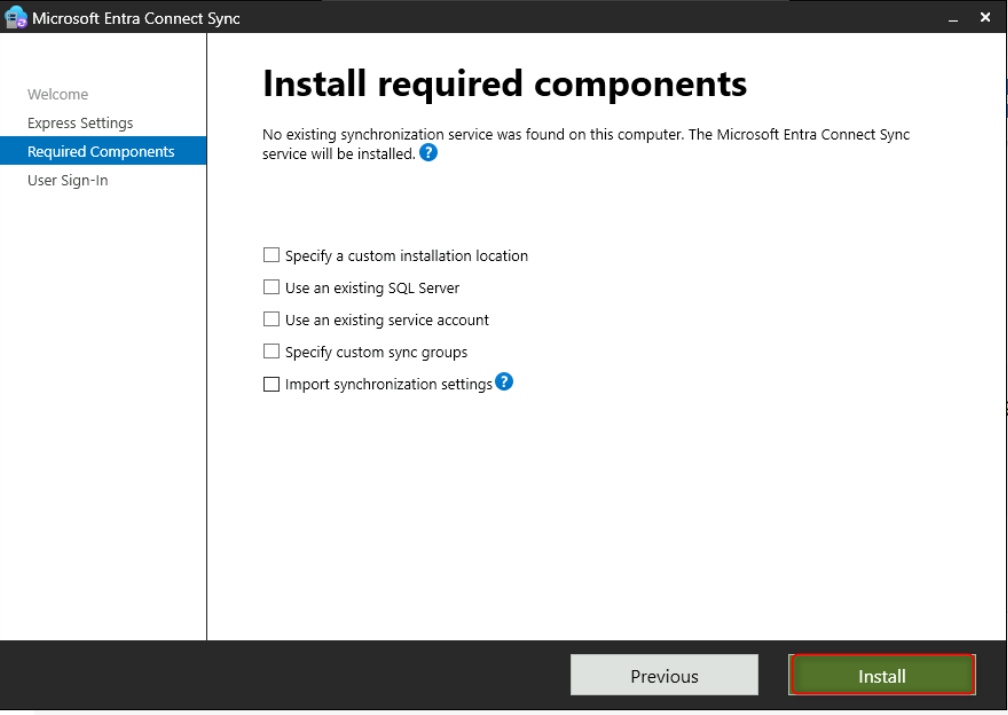 Microsoft Entra Connect Sync
Welcome
Express Settings
Required Components
User Sign-In
Install required components
No existing synchronization service was found on this computer. The Microsoft Entra Connect Sync
service will be installed. ?
Specify a custom installation location
Use an existing SQL Server
Use an existing service account
Specify custom sync groups
Import synchronization settings ?
Previous
Install